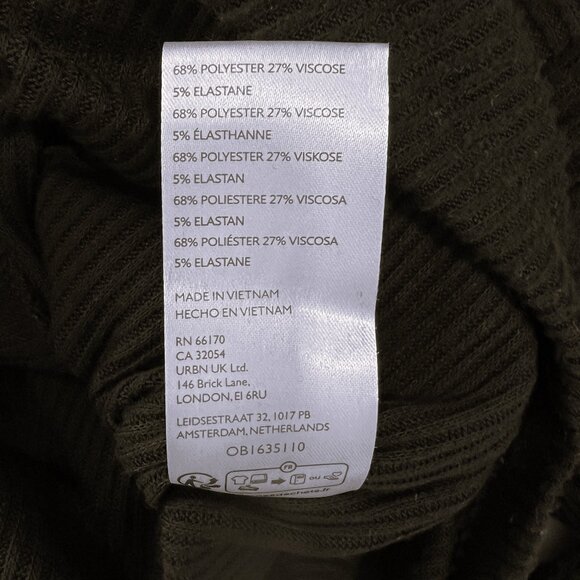 68% POLYESTER 27% VISCOSE
5% ELASTANE
68% POLYESTER 27% VISCOSE
5% ÉLASTHANNE
68% POLYESTER 27% VISKOSE
5% ELASTAN
68% POLIESTERE 27% VISCOSA
5% ELASTAN
68% POLIÉSTER 27% VISCOSA
5% ELASTANE
MADE IN VIETNAM
HECHO EN VIETNAM
RN 66170
CA 32054
URBN UK Ltd.
146 Brick Lane,
LONDON, E1 6RU
LEIDSESTRAAT 32, 1017 PB
AMSTERDAM, NETHERLANDS
OB1635110
FR
OU